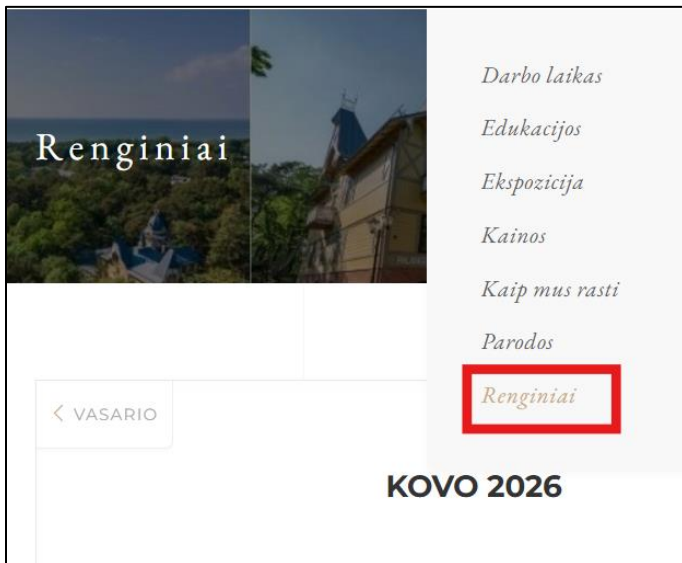 Renginiai
Darbo laikas
Edukacijos
Ekspozicija
Kainos
Kaip mus rasti
Parodos
Renginiai
< VASARIO
KOVO 2026